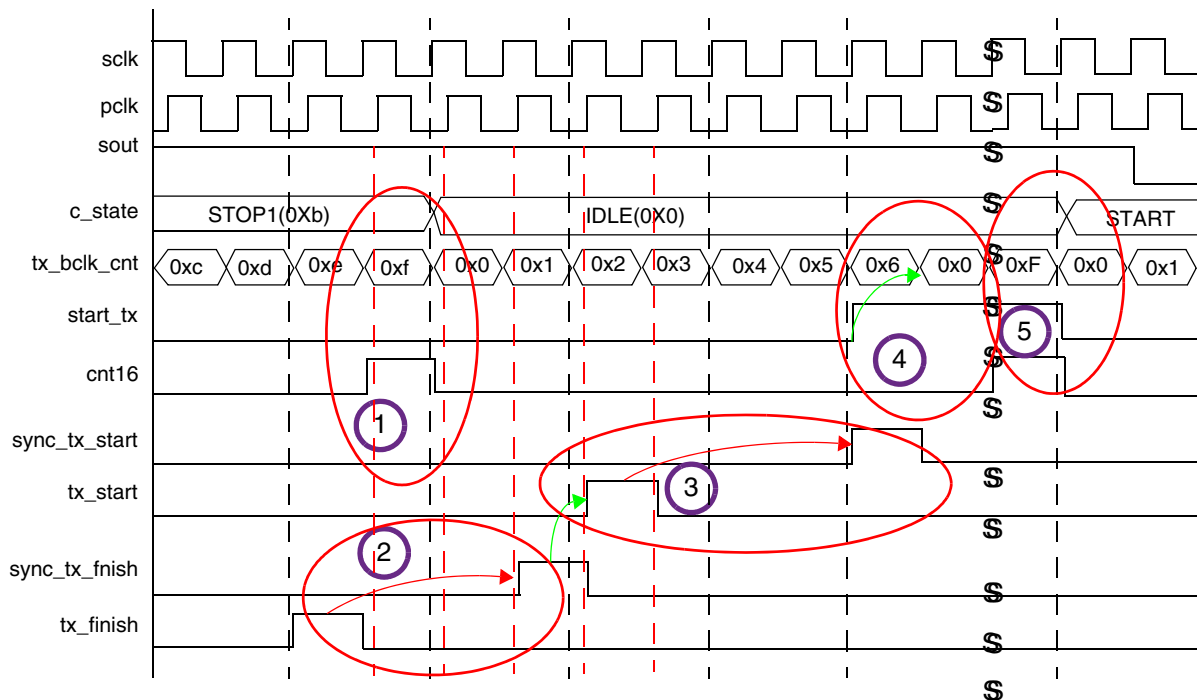 sclk
pclk
sout
c_state STOP1(0Xb) IDLE(0X0) START
tx_bclk_cnt 0xc 0xd 0xe 0xf 0x0 0x1 0x2 0x3 0x4 0x5 0x6 0x0 0xF 0x0 0x1
start_tx
5
4
cnt16
1
sync_tx_start
tx_start
3
2
sync_tx_fnish
tx_finish